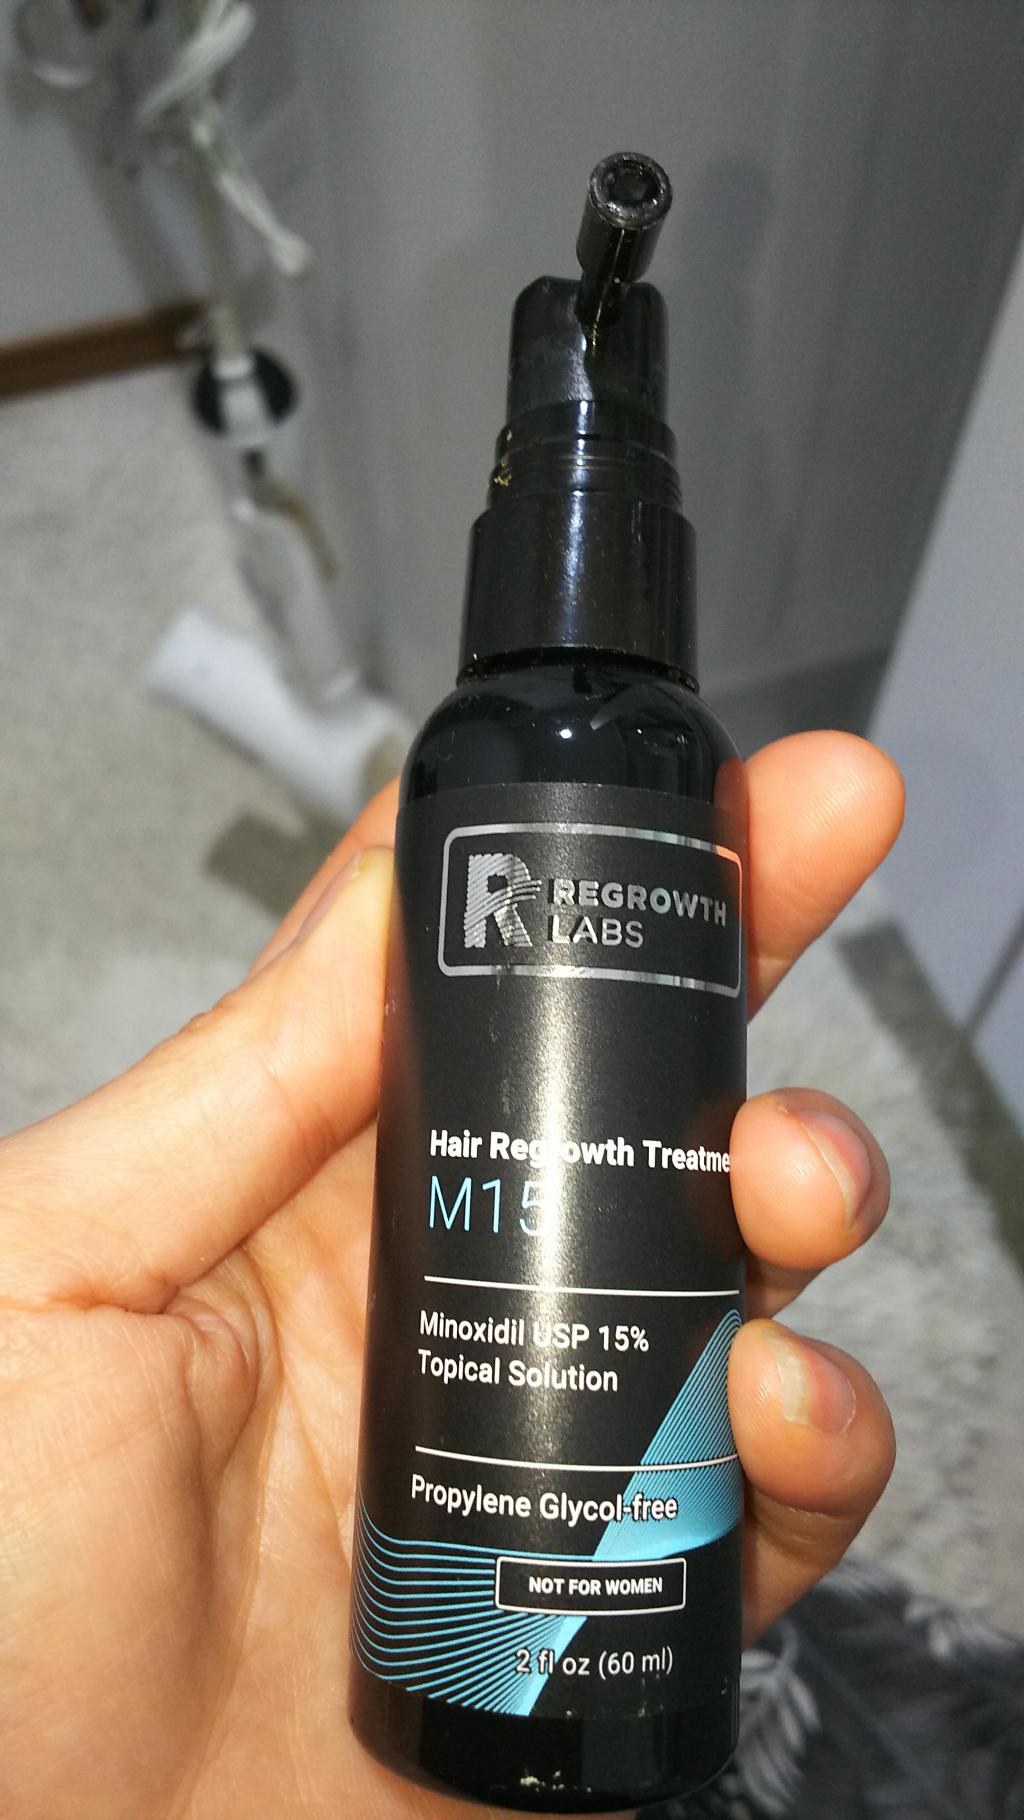 R REGROWTH
LABS
Hair Regrowth
M15
Minoxidil USP 15%
Topical Solution
Propylene Glycol-free
NOT FOR WOMEN
2 fl oz (60 ml)